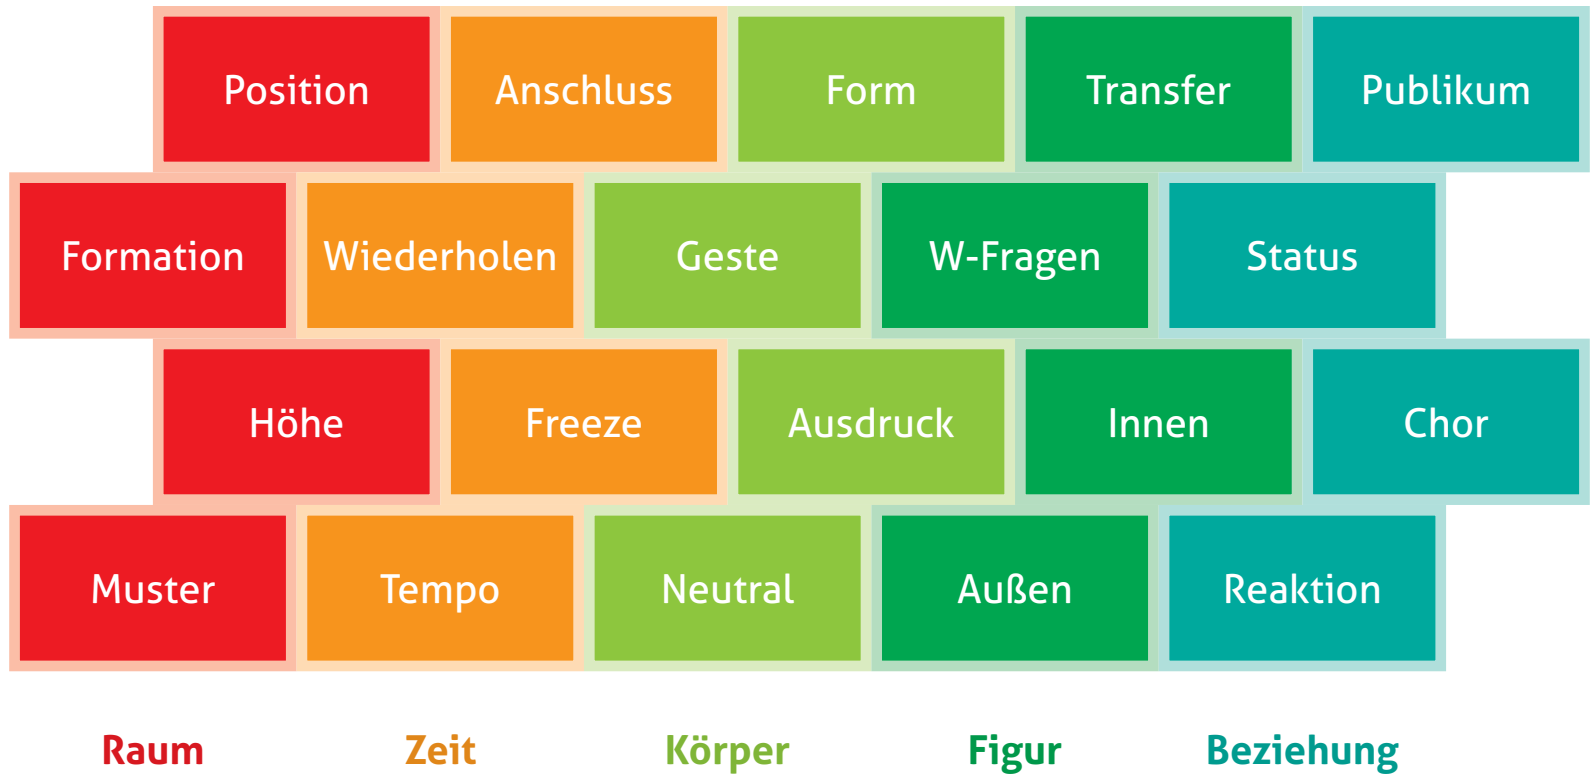 Position Anschluss Form Transfer Publikum
Formation Wiederholen Geste W-Fragen Status
Höhe Freeze Ausdruck Innen Chor
Muster Tempo Neutral Außen Reaktion
Raum Zeit Körper Figur Beziehung